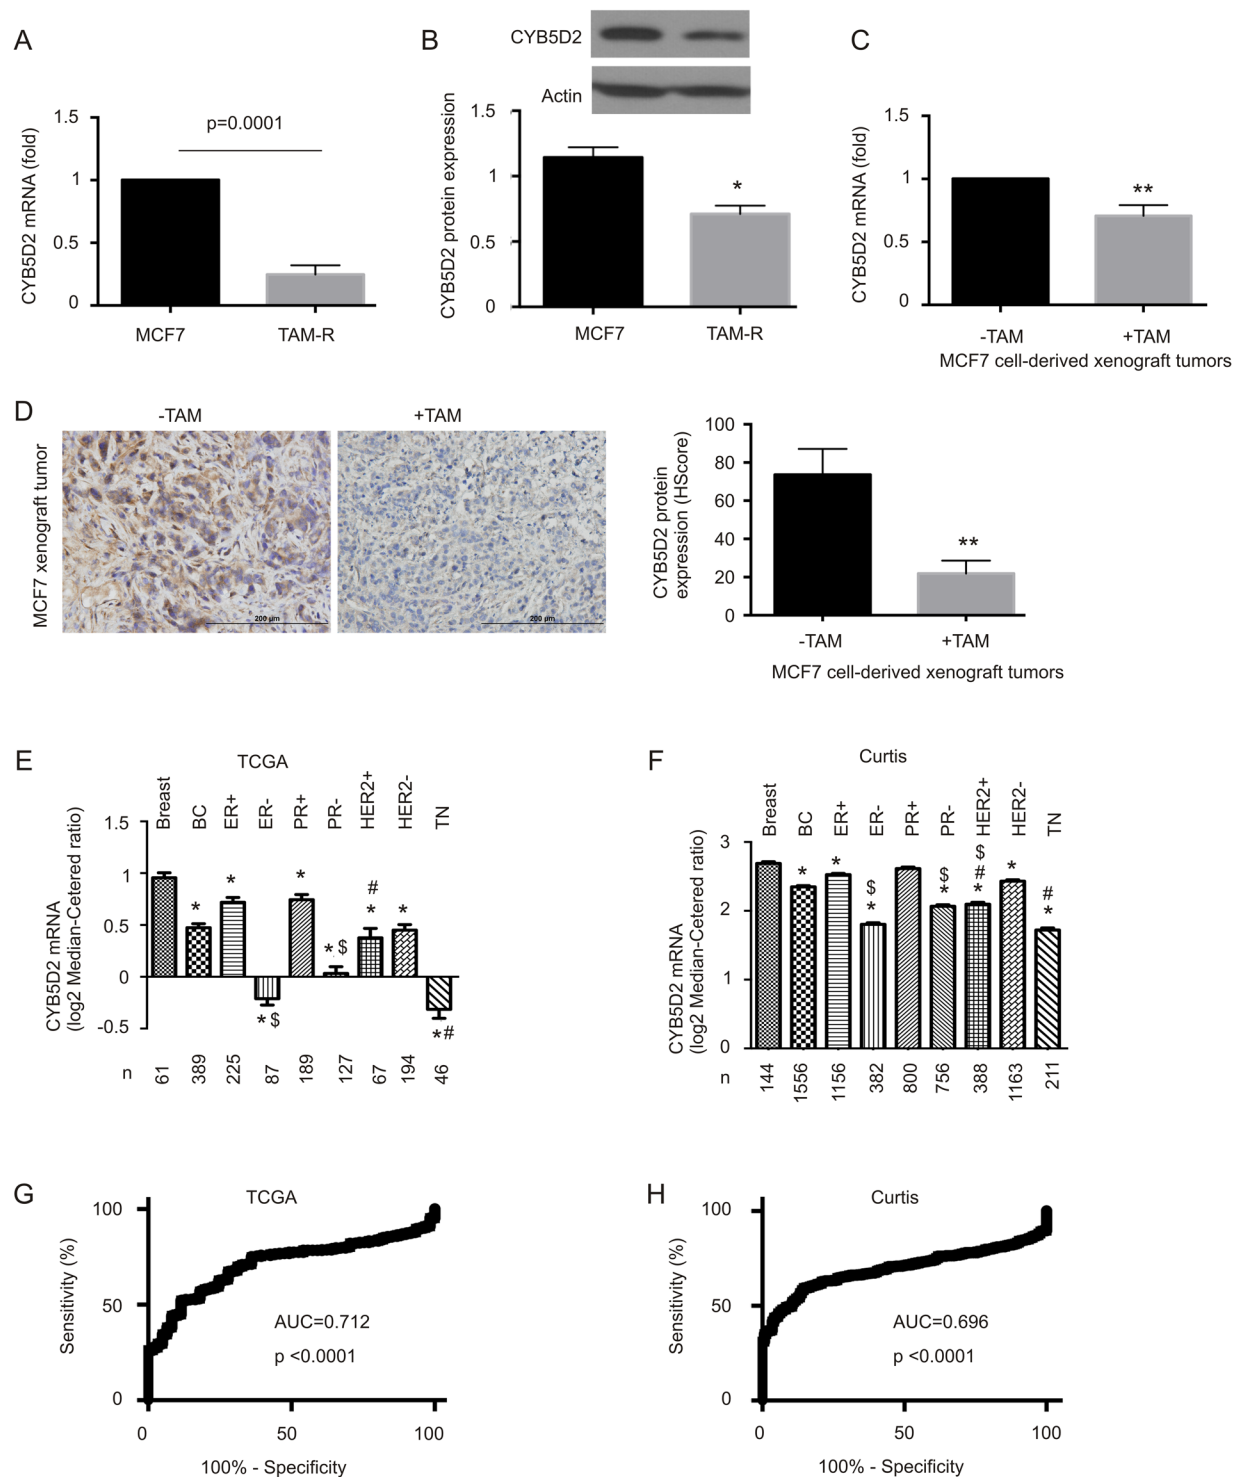 A
CYB5D2 mRNA (fold)
1.5
1
0.5
0
p=0.0001
MCF7
TAM-R
B
CYB5D2
Actin
CYB5D2 protein expression
1.5
1
0.5
0
*
MCF7
TAM-R
C
CYB5D2 mRNA (fold)
1.5
1
0.5
0
**
-TAM
+TAM
MCF7 cell-derived xenograft tumors
D
-TAM
+TAM
MCF7 xenograft tumor
200 µm
200 µm
CYB5D2 protein
expression (HScore)
100
80
60
40
20
0
**
-TAM
+TAM
MCF7 cell-derived xenograft tumors
E
TCGA
Breast
BC
ER+
ER-
PR+
PR-
HER2+
HER2-
TN
CYB5D2 mRNA
(log2 Median-Cetered ratio)
1.5
1
0.5
0
-0.5
*
*
* $
*
* $
#
*
*
* #
n
61
389
225
87
189
127
67
194
46
F
Curtis
Breast
BC
ER+
ER-
PR+
PR-
HER2+
HER2-
TN
CYB5D2 mRNA
(log2 Median-Cetered ratio)
3
2
1
0
*
*
$
*
$
*
$
#
*
*
#
*
n
144
1556
1156
382
800
756
388
1163
211
G
TCGA
Sensitivity (%)
100
50
0
AUC=0.712
p <0.0001
0
50
100
100% - Specificity
H
Curtis
Sensitivity (%)
100
50
0
AUC=0.696
p <0.0001
0
50
100
100% - Specificity